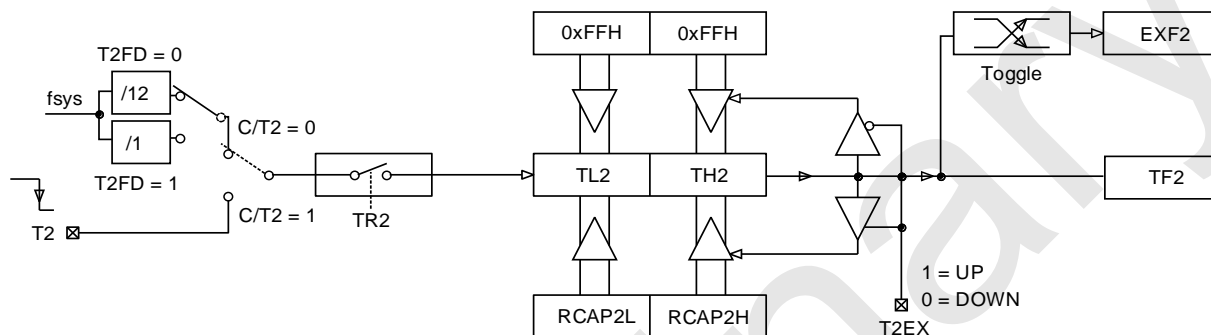 0xFFH 0xFFH EXF2
T2FD = 0
Toggle
/12
fsys
C/T2 = 0
/1
TL2 TH2 TF2
T2FD = 1
C/T2 = 1
TR2
T2
1 = UP
0 = DOWN
RCAP2L RCAP2H T2EX